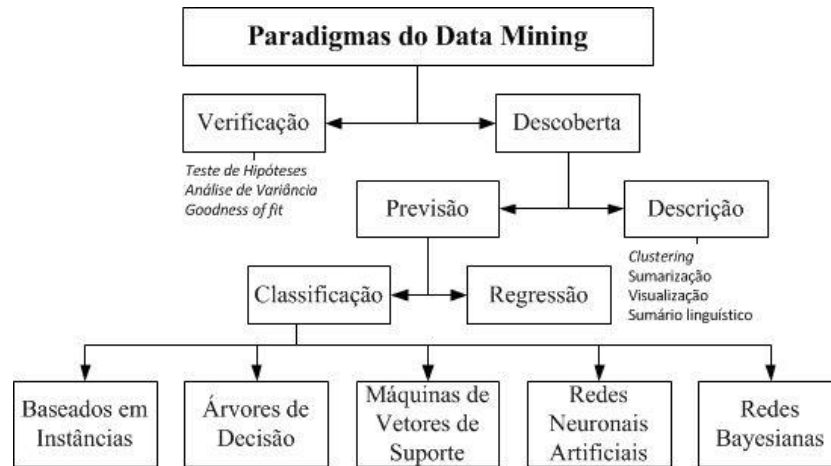 Paradigmas do Data Mining
Verificação
Descoberta
Teste de Hipóteses
Análise de Variância
Goodness of fit
Previsão
Descrição
Clustering
Sumarização
Visualização
Sumário linguístico
Classificação
Regressão
Baseados em
Instâncias
Árvores de
Decisão
Máquinas de
Vetores de
Suporte
Redes
Neuronais
Artificiais
Redes
Bayesianas